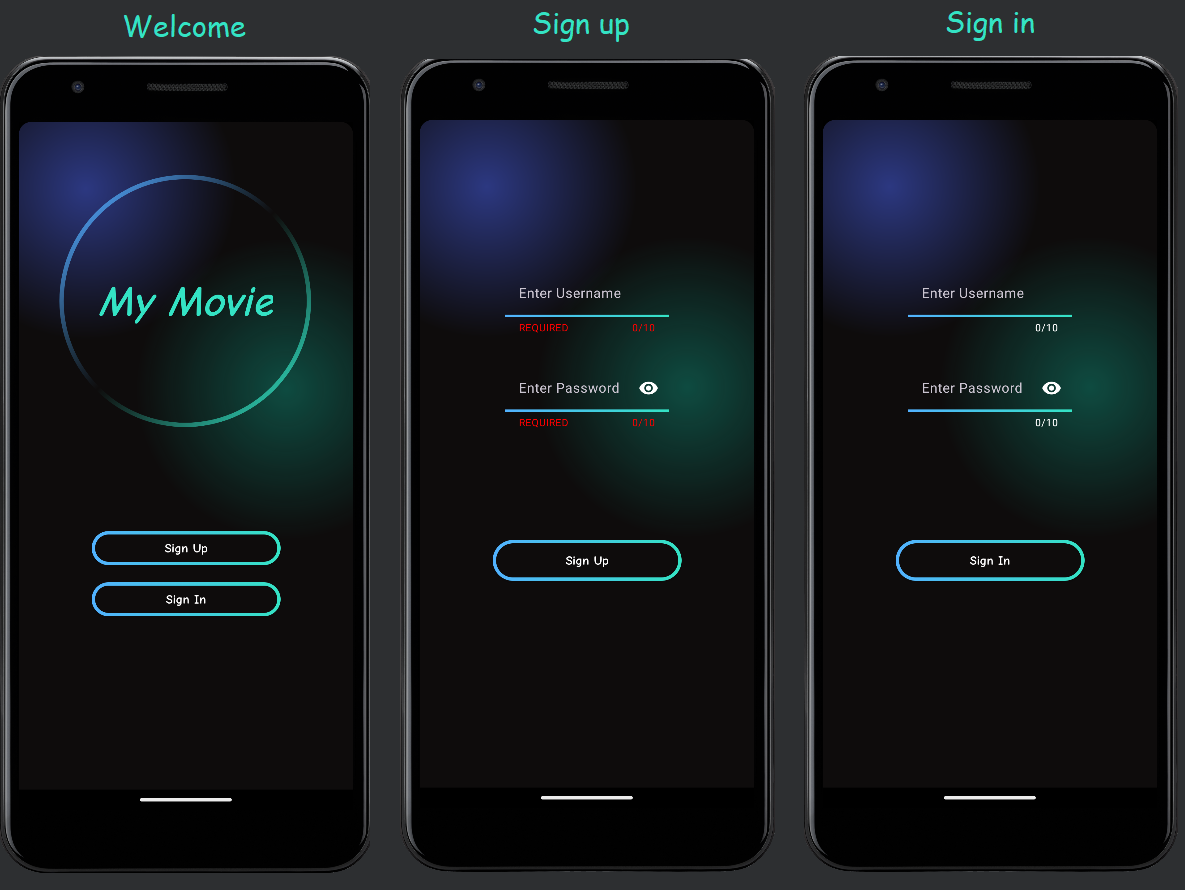 Welcome
My Movie
Sign Up
Sign In
Sign up
Enter Username
REQUIRED 0/10
Enter Password
REQUIRED 0/10
Sign Up
Sign in
Enter Username
0/10
Enter Password
0/10
Sign In